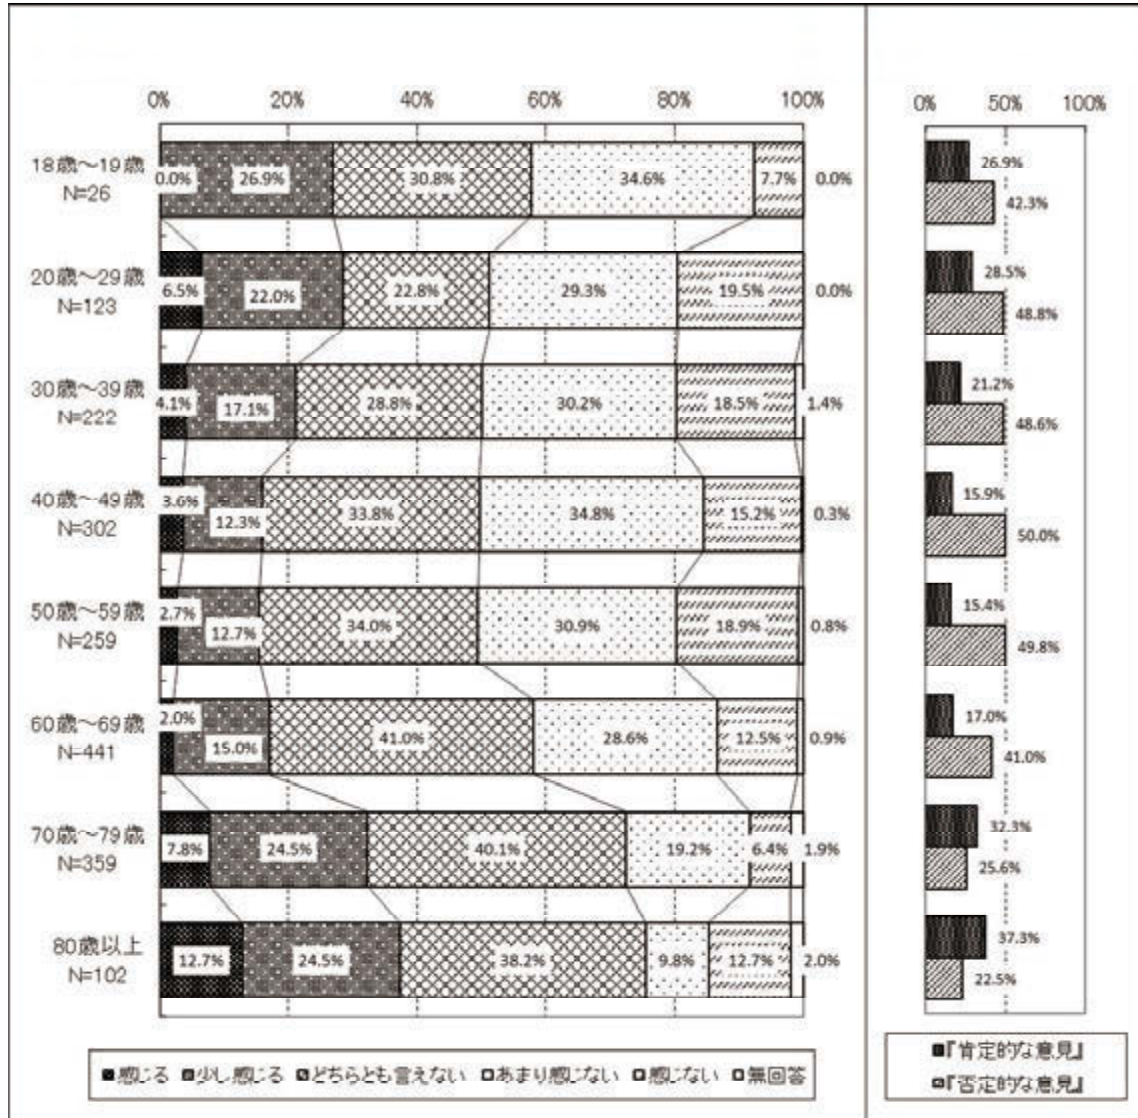 0% 20% 40% 60% 80% 100%
0% 50% 100%
18歳～19歳
N=26
0.0% 26.9% 30.8% 34.6% 7.7% 0.0%
26.9%
42.3%
20歳～29歳
N=123
6.5% 22.0% 22.8% 29.3% 19.5% 0.0%
28.5%
48.8%
30歳～39歳
N=222
4.1% 17.1% 28.8% 30.2% 18.5% 1.4%
21.2%
48.6%
40歳～49歳
N=302
3.6% 12.3% 33.8% 34.8% 15.2% 0.3%
15.9%
50.0%
50歳～59歳
N=259
2.7% 12.7% 34.0% 30.9% 18.9% 0.8%
15.4%
49.8%
60歳～69歳
N=441
2.0% 15.0% 41.0% 28.6% 12.5% 0.9%
17.0%
41.0%
70歳～79歳
N=359
7.8% 24.5% 40.1% 19.2% 6.4% 1.9%
32.3%
25.6%
80歳以上
N=102
12.7% 24.5% 38.2% 9.8% 12.7% 2.0%
37.3%
22.5%
感じる 少し感じる どちらとも言えない あまり感じない 感じない 無回答
『肯定的な意見』
『否定的な意見』